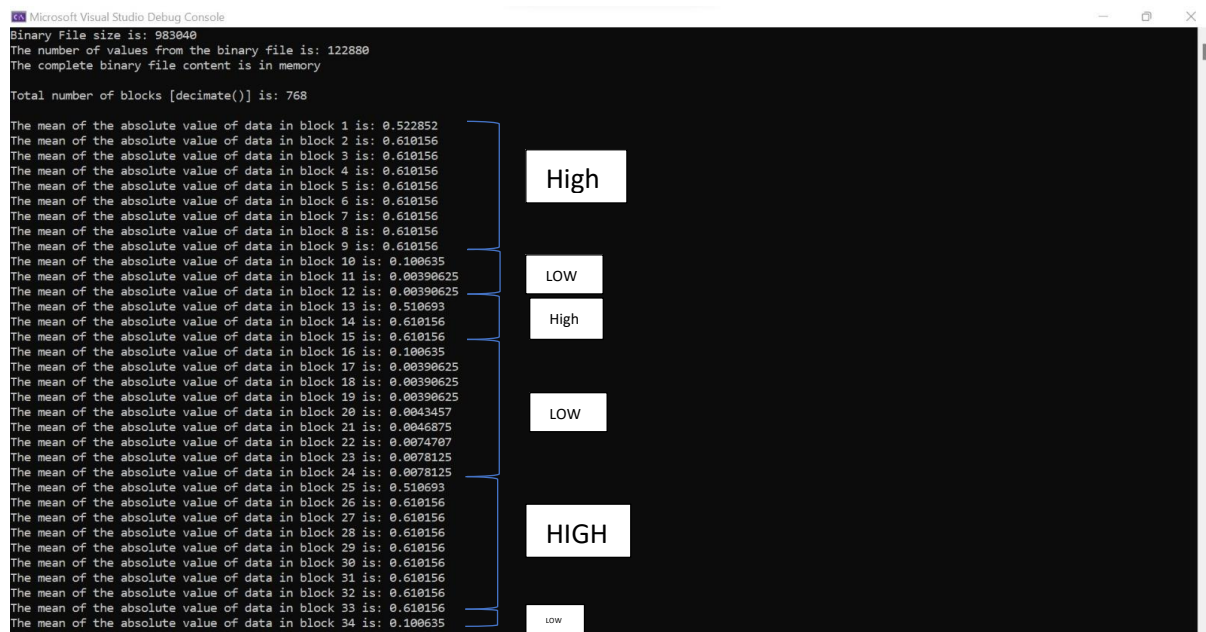 Microsoft Visual Studio Debug Console
Binary File size is: 983040
The number of values from the binary file is: 122880
The complete binary file content is in memory
Total number of blocks [decimate()] is: 768
The mean of the absolute value of data in block 1 is: 0.522852
The mean of the absolute value of data in block 2 is: 0.610156
The mean of the absolute value of data in block 3 is: 0.610156
The mean of the absolute value of data in block 4 is: 0.610156
The mean of the absolute value of data in block 5 is: 0.610156
The mean of the absolute value of data in block 6 is: 0.610156
The mean of the absolute value of data in block 7 is: 0.610156
The mean of the absolute value of data in block 8 is: 0.610156
The mean of the absolute value of data in block 9 is: 0.610156
High
The mean of the absolute value of data in block 10 is: 0.100635
The mean of the absolute value of data in block 11 is: 0.00390625
The mean of the absolute value of data in block 12 is: 0.00390625
LOW
The mean of the absolute value of data in block 13 is: 0.510693
The mean of the absolute value of data in block 14 is: 0.610156
The mean of the absolute value of data in block 15 is: 0.610156
High
The mean of the absolute value of data in block 16 is: 0.100635
The mean of the absolute value of data in block 17 is: 0.00390625
The mean of the absolute value of data in block 18 is: 0.00390625
The mean of the absolute value of data in block 19 is: 0.00390625
The mean of the absolute value of data in block 20 is: 0.0043457
The mean of the absolute value of data in block 21 is: 0.0046875
The mean of the absolute value of data in block 22 is: 0.0074707
The mean of the absolute value of data in block 23 is: 0.0078125
The mean of the absolute value of data in block 24 is: 0.0078125
LOW
The mean of the absolute value of data in block 25 is: 0.510693
The mean of the absolute value of data in block 26 is: 0.610156
The mean of the absolute value of data in block 27 is: 0.610156
The mean of the absolute value of data in block 28 is: 0.610156
The mean of the absolute value of data in block 29 is: 0.610156
The mean of the absolute value of data in block 30 is: 0.610156
The mean of the absolute value of data in block 31 is: 0.610156
The mean of the absolute value of data in block 32 is: 0.610156
The mean of the absolute value of data in block 33 is: 0.610156
HIGH
The mean of the absolute value of data in block 34 is: 0.100635
LOW